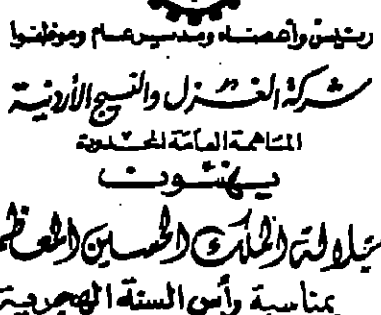 رئيس وأعضاء ومدير عام وموظفوا
شركة الغزل والنسيج الأردنية
المساهمة العامة المحدودة
يهنئون
جلالة الملك الحسين المعظم
بمناسبة رأس السنة الهجرية